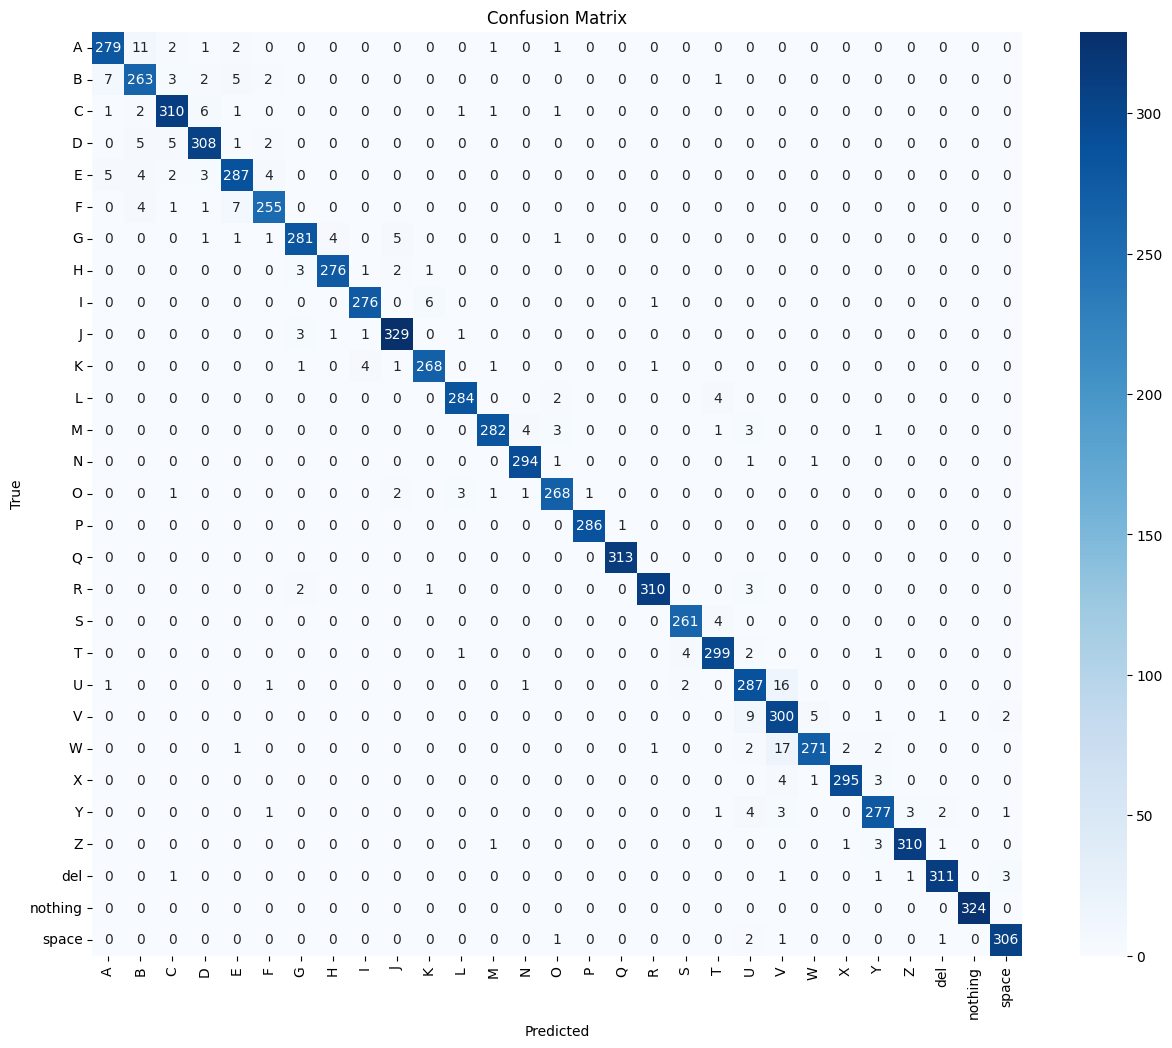 Confusion Matrix
A 279 11 2 1 2 0 0 0 0 0 0 0 1 0 1 0 0 0 0 0 0 0 0 0 0 0 0 0 0
B 7 263 3 2 5 2 0 0 0 0 0 0 0 0 0 0 0 0 0 1 0 0 0 0 0 0 0 0 0
C 1 2 310 6 1 0 0 0 0 0 0 1 1 0 1 0 0 0 0 0 0 0 0 0 0 0 0 0 0
D 0 5 5 308 1 2 0 0 0 0 0 0 0 0 0 0 0 0 0 0 0 0 0 0 0 0 0 0 0
E 5 4 2 3 287 4 0 0 0 0 0 0 0 0 0 0 0 0 0 0 0 0 0 0 0 0 0 0 0
F 0 4 1 1 7 255 0 0 0 0 0 0 0 0 0 0 0 0 0 0 0 0 0 0 0 0 0 0 0
G 0 0 0 1 1 1 281 4 0 5 0 0 0 0 1 0 0 0 0 0 0 0 0 0 0 0 0 0 0
H 0 0 0 0 0 0 3 276 1 2 1 0 0 0 0 0 0 0 0 0 0 0 0 0 0 0 0 0 0
I 0 0 0 0 0 0 0 0 276 0 6 0 0 0 0 0 0 1 0 0 0 0 0 0 0 0 0 0 0
J 0 0 0 0 0 0 3 1 1 329 0 1 0 0 0 0 0 0 0 0 0 0 0 0 0 0 0 0 0
K 0 0 0 0 0 0 1 0 4 1 268 0 1 0 0 0 0 1 0 0 0 0 0 0 0 0 0 0 0
L 0 0 0 0 0 0 0 0 0 0 0 284 0 0 2 0 0 0 0 4 0 0 0 0 0 0 0 0 0
M 0 0 0 0 0 0 0 0 0 0 0 0 282 4 3 0 0 0 0 1 3 0 0 0 1 0 0 0 0
N 0 0 0 0 0 0 0 0 0 0 0 0 0 294 1 0 0 0 0 0 1 0 1 0 0 0 0 0 0
O 0 0 1 0 0 0 0 0 0 2 0 3 1 1 268 1 0 0 0 0 0 0 0 0 0 0 0 0 0
P 0 0 0 0 0 0 0 0 0 0 0 0 0 0 0 286 1 0 0 0 0 0 0 0 0 0 0 0 0
Q 0 0 0 0 0 0 0 0 0 0 0 0 0 0 0 0 313 0 0 0 0 0 0 0 0 0 0 0 0
R 0 0 0 0 0 0 2 0 0 0 1 0 0 0 0 0 0 310 0 0 3 0 0 0 0 0 0 0 0
S 0 0 0 0 0 0 0 0 0 0 0 0 0 0 0 0 0 0 261 4 0 0 0 0 0 0 0 0 0
T 0 0 0 0 0 0 0 0 0 0 0 1 0 0 0 0 0 0 4 299 2 0 0 0 1 0 0 0 0
U 1 0 0 0 0 1 0 0 0 0 0 0 0 1 0 0 0 0 2 0 287 16 0 0 0 0 0 0 0
V 0 0 0 0 0 0 0 0 0 0 0 0 0 0 0 0 0 0 0 0 9 300 5 0 1 0 1 0 2
W 0 0 0 0 1 0 0 0 0 0 0 0 0 0 0 0 0 1 0 0 2 17 271 2 2 0 0 0 0
X 0 0 0 0 0 0 0 0 0 0 0 0 0 0 0 0 0 0 0 0 0 4 1 295 3 0 0 0 0
Y 0 0 0 0 0 1 0 0 0 0 0 0 0 0 0 0 0 0 0 1 4 3 0 0 277 3 2 0 1
Z 0 0 0 0 0 0 0 0 0 0 0 0 1 0 0 0 0 0 0 0 0 0 0 1 3 310 1 0 0
del 0 0 1 0 0 0 0 0 0 0 0 0 0 0 0 0 0 0 0 0 0 1 0 0 1 1 311 0 3
nothing 0 0 0 0 0 0 0 0 0 0 0 0 0 0 0 0 0 0 0 0 0 0 0 0 0 0 0 324 0
space 0 0 0 0 0 0 0 0 0 0 0 0 0 0 1 0 0 0 0 0 2 1 0 0 0 0 1 0 306
A B C D E F G H I J K L M N O P Q R S T U V W X Y Z del nothing space
Predicted
True
300
250
200
150
100
50
0